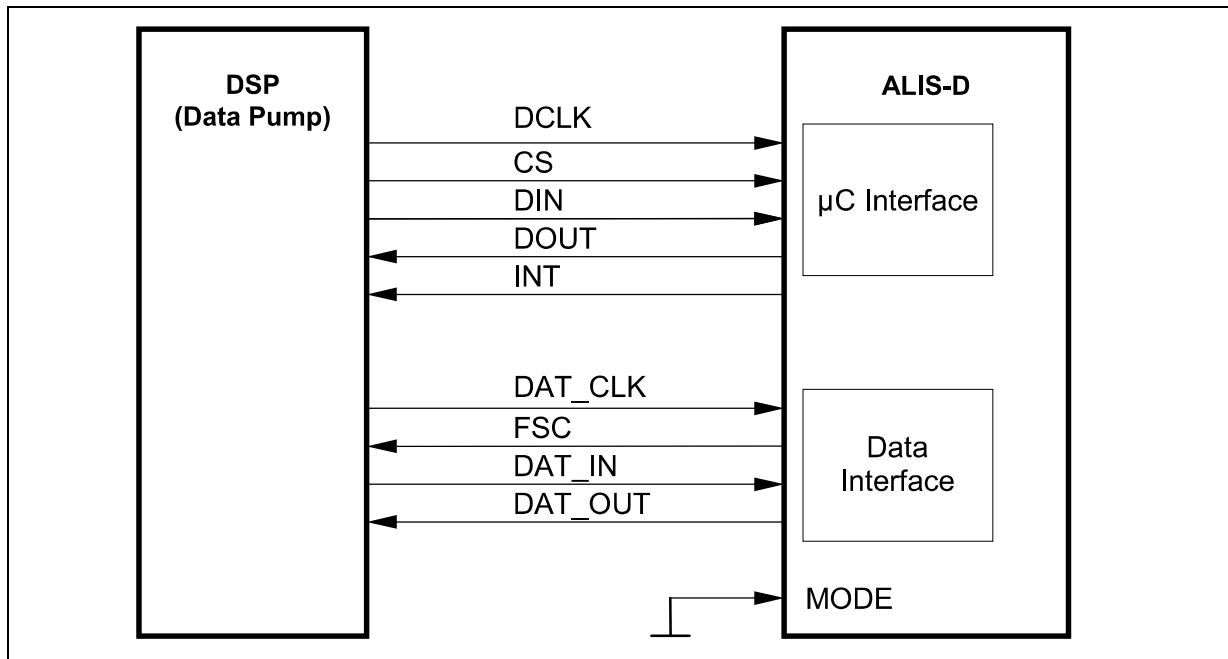 DSP
(Data Pump)
ALIS-D
DCLK
CS
DIN
DOUT
INT
µC Interface
DAT_CLK
FSC
DAT_IN
DAT_OUT
Data
Interface
MODE